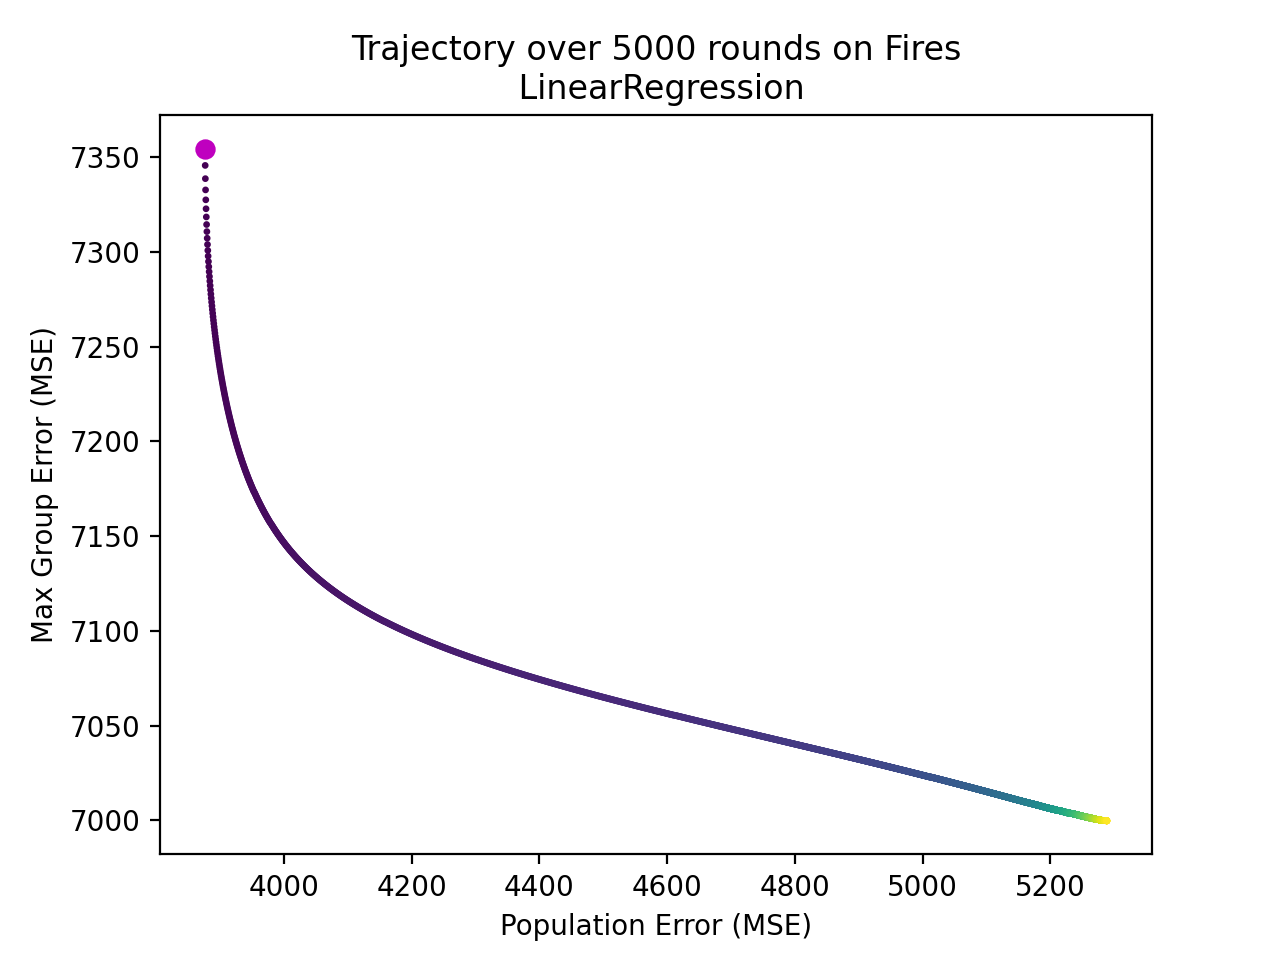 Trajectory over 5000 rounds on Fires
LinearRegression
Max Group Error (MSE)
7350
7300
7250
7200
7150
7100
7050
7000
4000 4200 4400 4600 4800 5000 5200
Population Error (MSE)